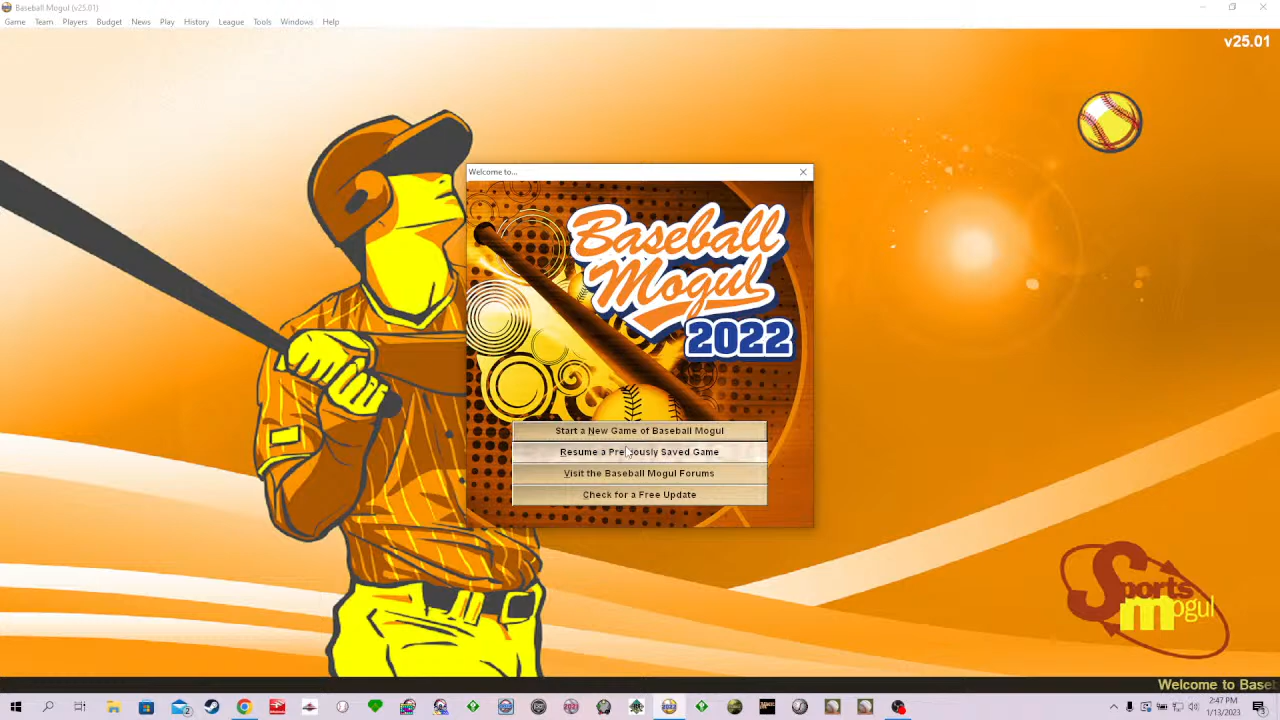 Baseball Mogul (v25.01)
Game Team Players Budget News Play History League Tools Windows Help
v25.01
Welcome to...
Baseball
Mogul
2022
Start a New Game of Baseball Mogul
Resume a Previously Saved Game
Visit the Baseball Mogul Forums
Check for a Free Update
Sports
Mogul
Welcome to Baseb
2:47 PM
1/13/2023